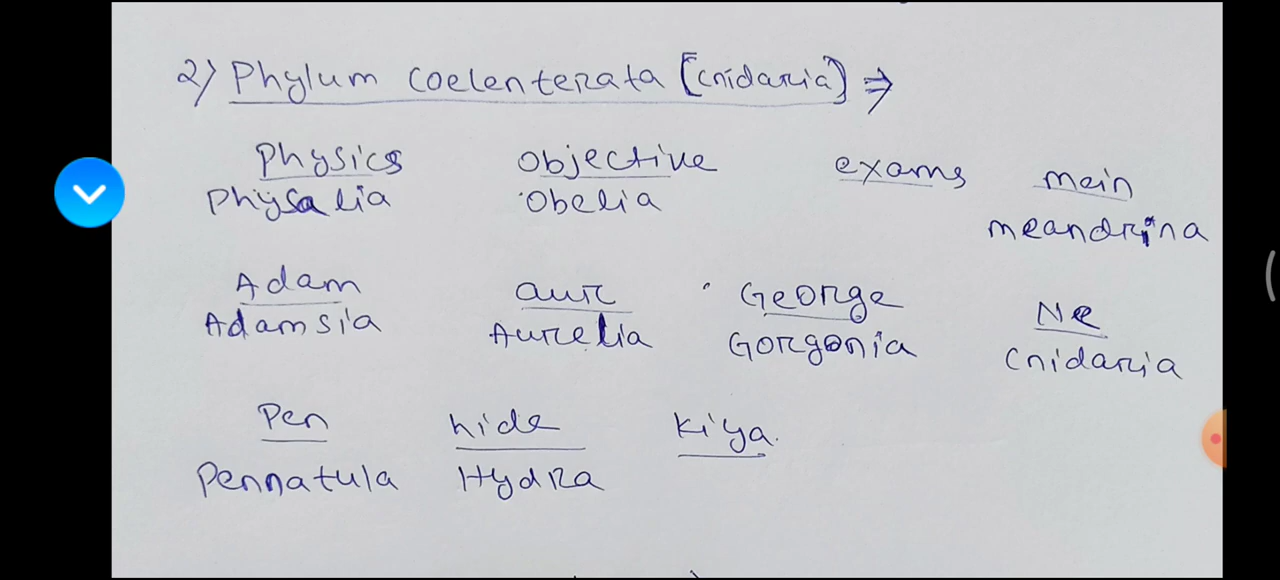 2) Phylum Coelenterata [Cnidaria] ⇒
Physics Objective exams mein
Physalia Obelia meandrina
Adam aur George Ne
Adamsia Aurelia Gorgonia Cnidaria
Pen hide kiya.
Pennatula Hydra